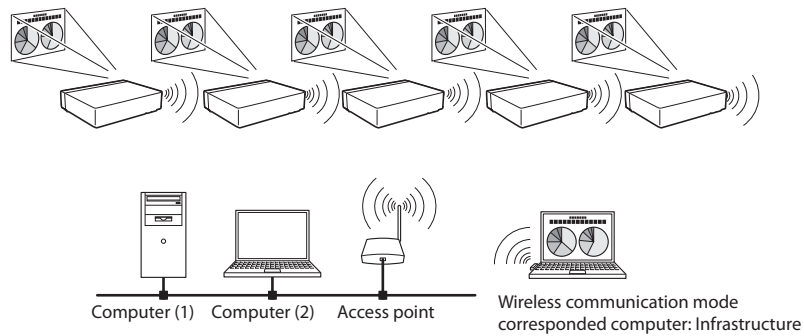 Computer (1) Computer (2) Access point
Wireless communication mode
corresponded computer: Infrastructure